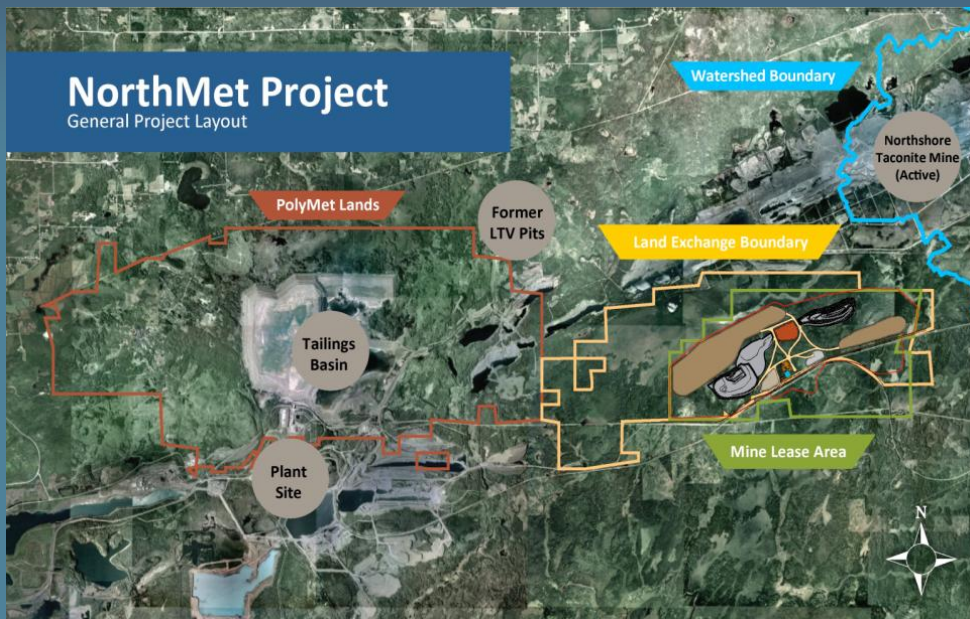 NorthMet Project
General Project Layout
Watershed Boundary
Northshore
Taconite Mine
(Active)
PolyMet Lands
Former
LTV Pits
Land Exchange Boundary
Tailings
Basin
Mine Lease Area
Plant
Site
N